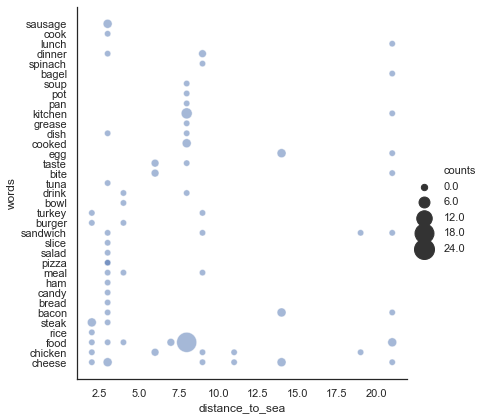 sausage
cook
lunch
dinner
spinach
bagel
soup
pot
pan
kitchen
grease
dish
cooked
egg
taste
bite
tuna
drink
bowl
turkey
burger
sandwich
slice
salad
pizza
meal
ham
candy
bread
bacon
steak
rice
food
chicken
cheese
words
2.5 5.0 7.5 10.0 12.5 15.0 17.5 20.0
distance_to_sea
counts
0.0
6.0
12.0
18.0
24.0